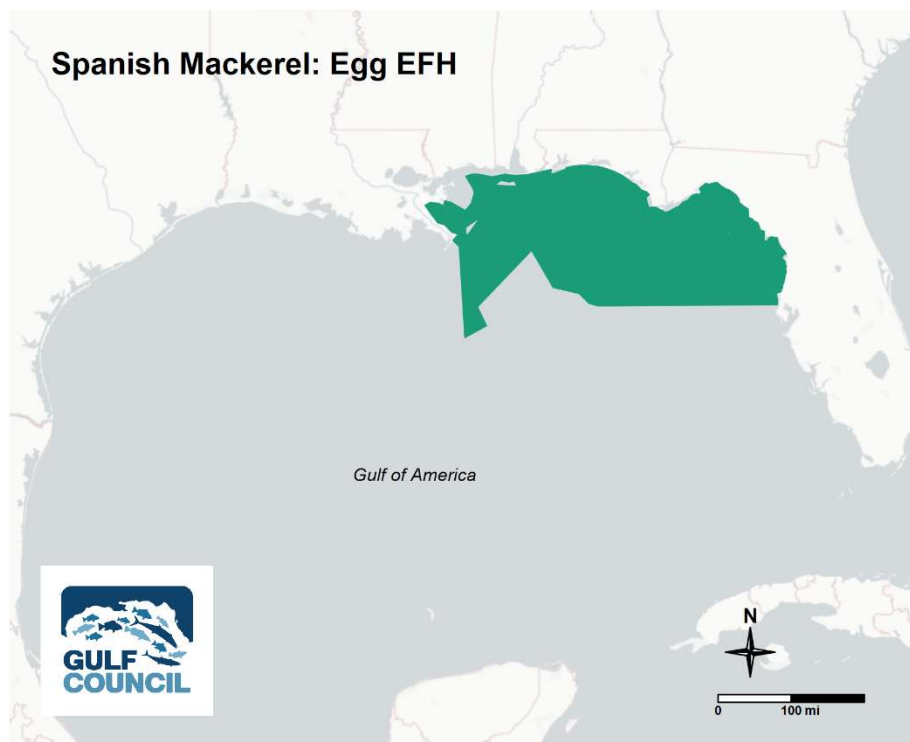 Spanish Mackerel: Egg EFH
Gulf of America
GULF
COUNCIL
N
0 100 mi